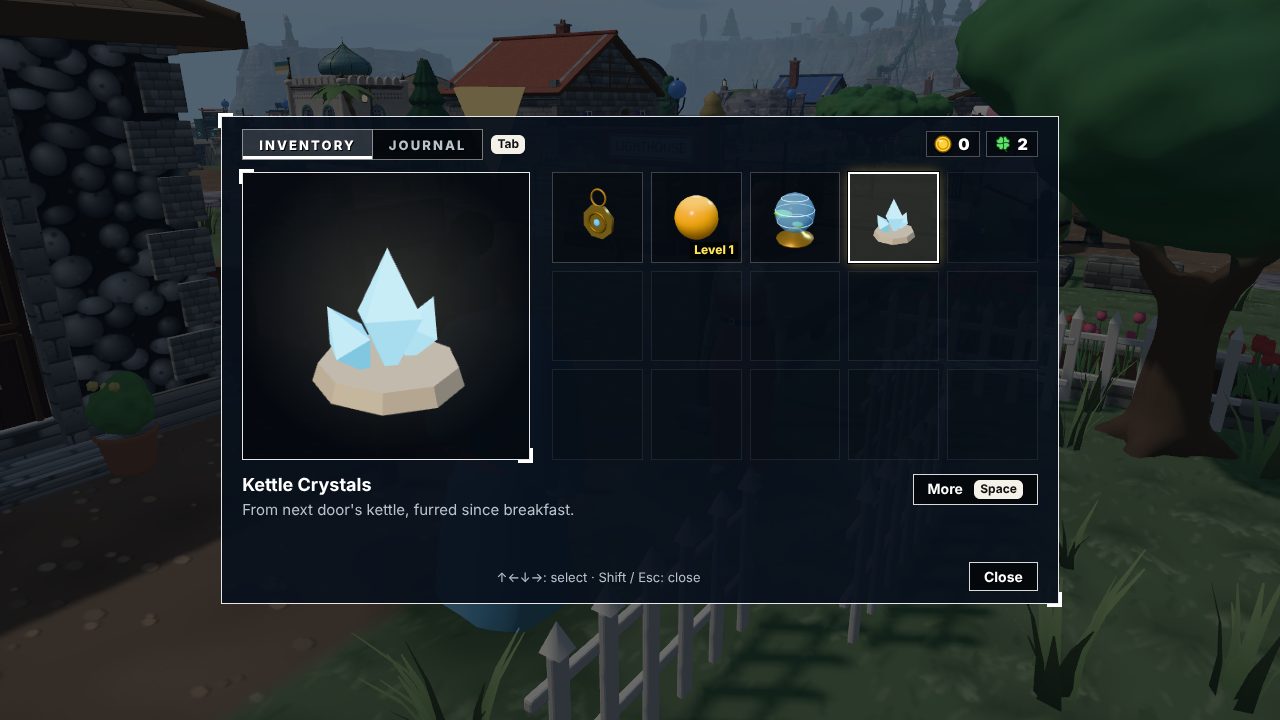 INVENTORY JOURNAL Tab
0 2
LIGHTHOUSE
Level 1
Kettle Crystals
From next door's kettle, furred since breakfast.
More Space
↑←↓→: select · Shift / Esc: close
Close